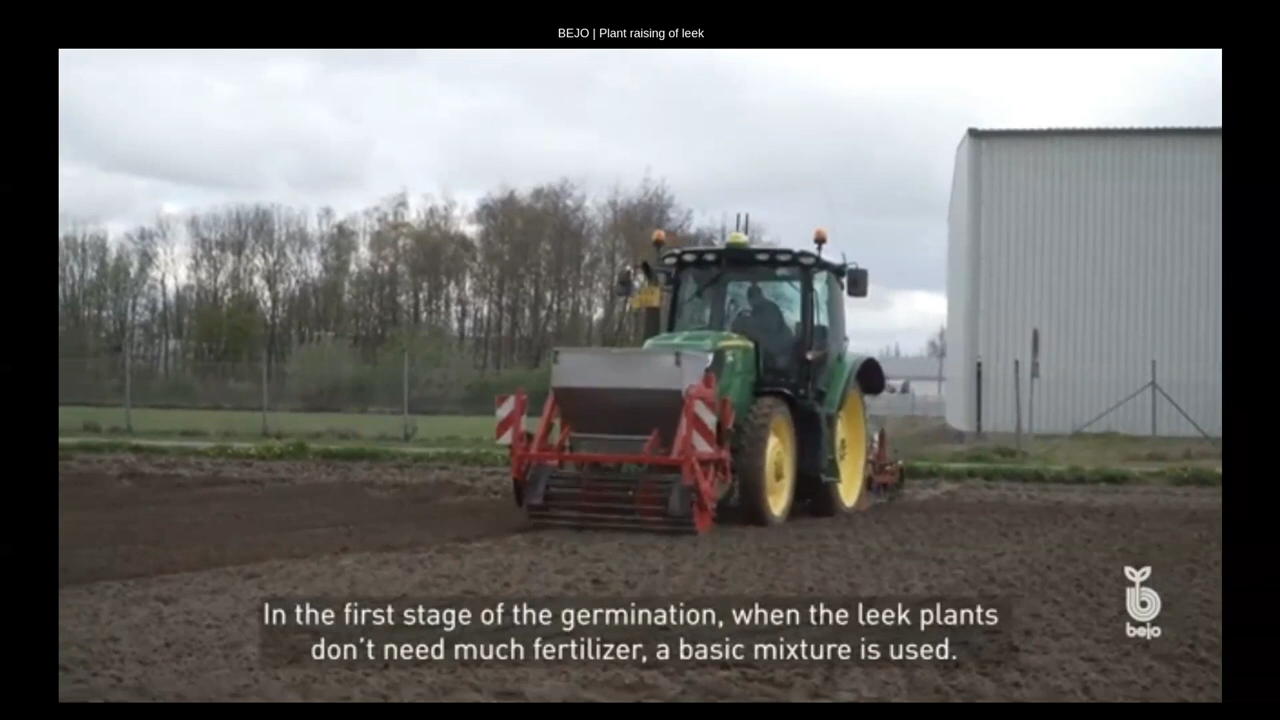 BEJO | Plant raising of leek
In the first stage of the germination, when the leek plants
don't need much fertilizer, a basic mixture is used.
bejo